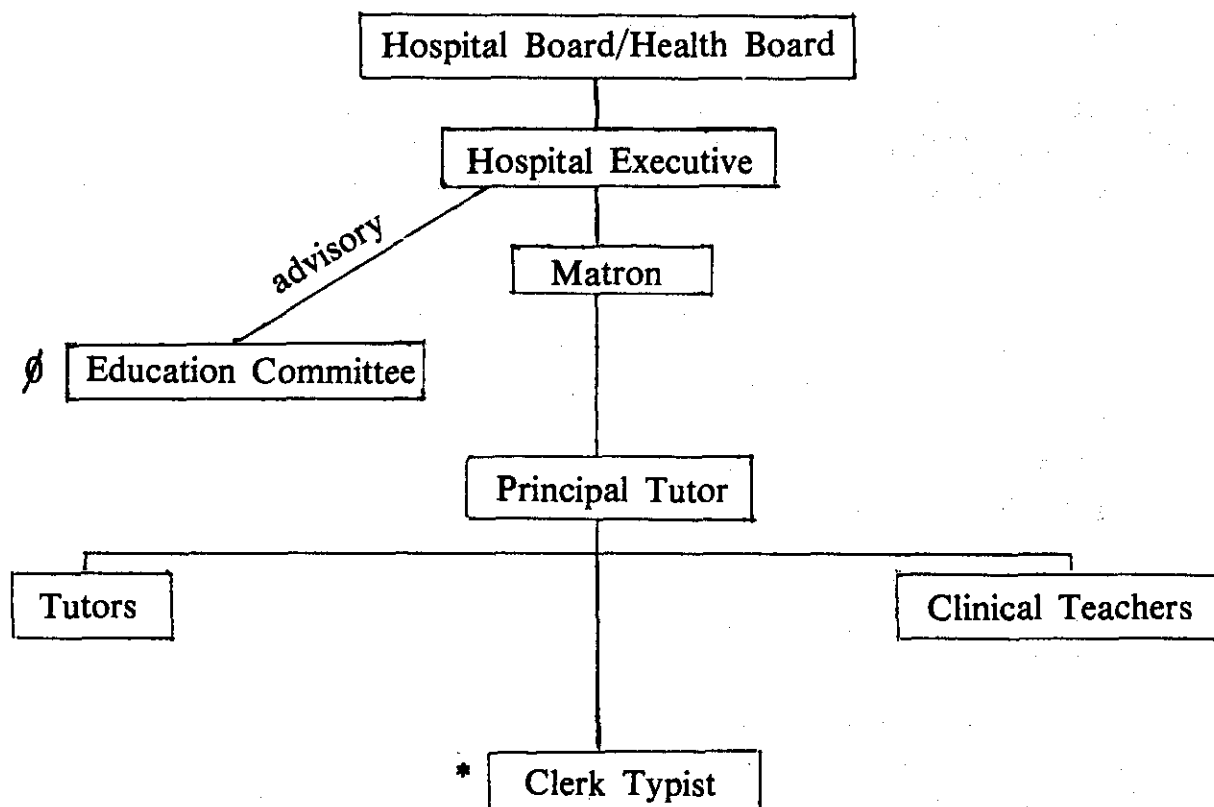 Hospital Board/Health Board
Hospital Executive
advisory
Matron
ø Education Committee
Principal Tutor
Tutors
Clinical Teachers
* Clerk Typist